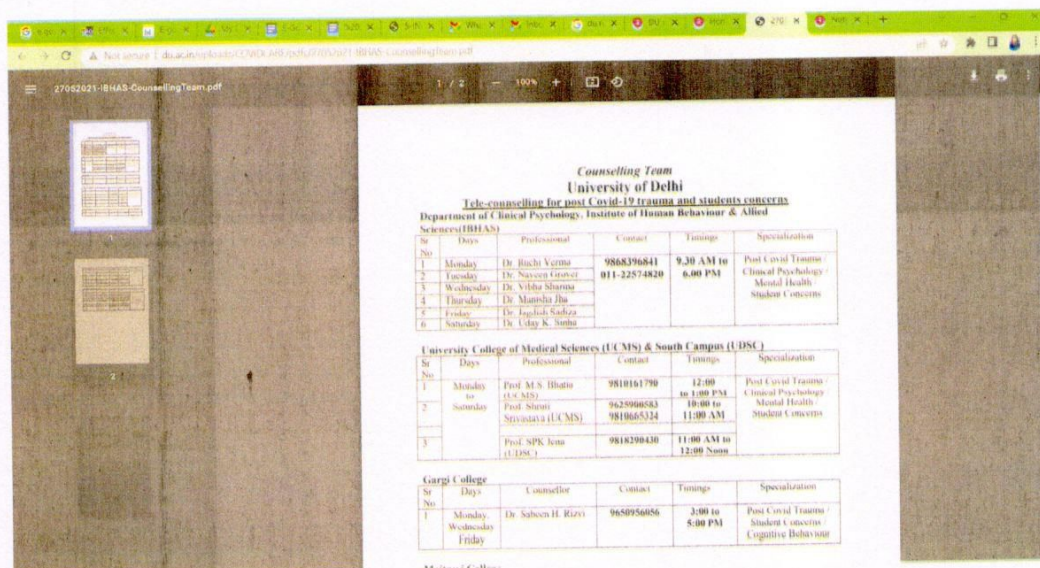 Not secure
27052021-IBHAS-CounsellingTeam.pdf
1 / 2
100%
1
2
Counselling Team
University of Delhi
Tele-counselling for post Covid-19 trauma and students concerns
Department of Clinical Psychology, Institute of Human Behaviour & Allied
Sciences(IBHAS)
Sr No Days Professional Contact Timings Specialization
1 Monday Dr. Ruchi Verma 9868396841 9.30 AM to Post Covid Trauma /
2 Tuesday Dr. Naveen Grover 011-22574820 6.00 PM Clinical Psychology /
3 Wednesday Dr. Vibha Sharma Mental Health
4 Thursday Dr. Manisha Jha Student Concerns
5 Friday Dr. Jagdish Sadiza
6 Saturday Dr. Uday K. Sinha
University College of Medical Sciences (UCMS) & South Campus (UDSC)
Sr No Days Professional Contact Timings Specialization
1 Monday Prof. M.S. Bhatia 9810161790 12:00 Post Covid Trauma /
to (UCMS) to 1:00 PM Clinical Psychology
2 Saturday Prof. Shruti 9625900583 10:00 to Mental Health
Srivastava (UCMS) 9810665324 11:00 AM Student Concerns
3 Prof. SPK Jena 9818290430 11:00 AM to
(UDSC) 12:00 Noon
Gargi College
Sr No Days Counsellor Contact Timings Specialization
1 Monday, Dr. Sabeen H. Rizvi 9650956056 3:00 to Post Covid Trauma /
Wednesday 5:00 PM Student Concerns /
Friday Cognitive Behaviour